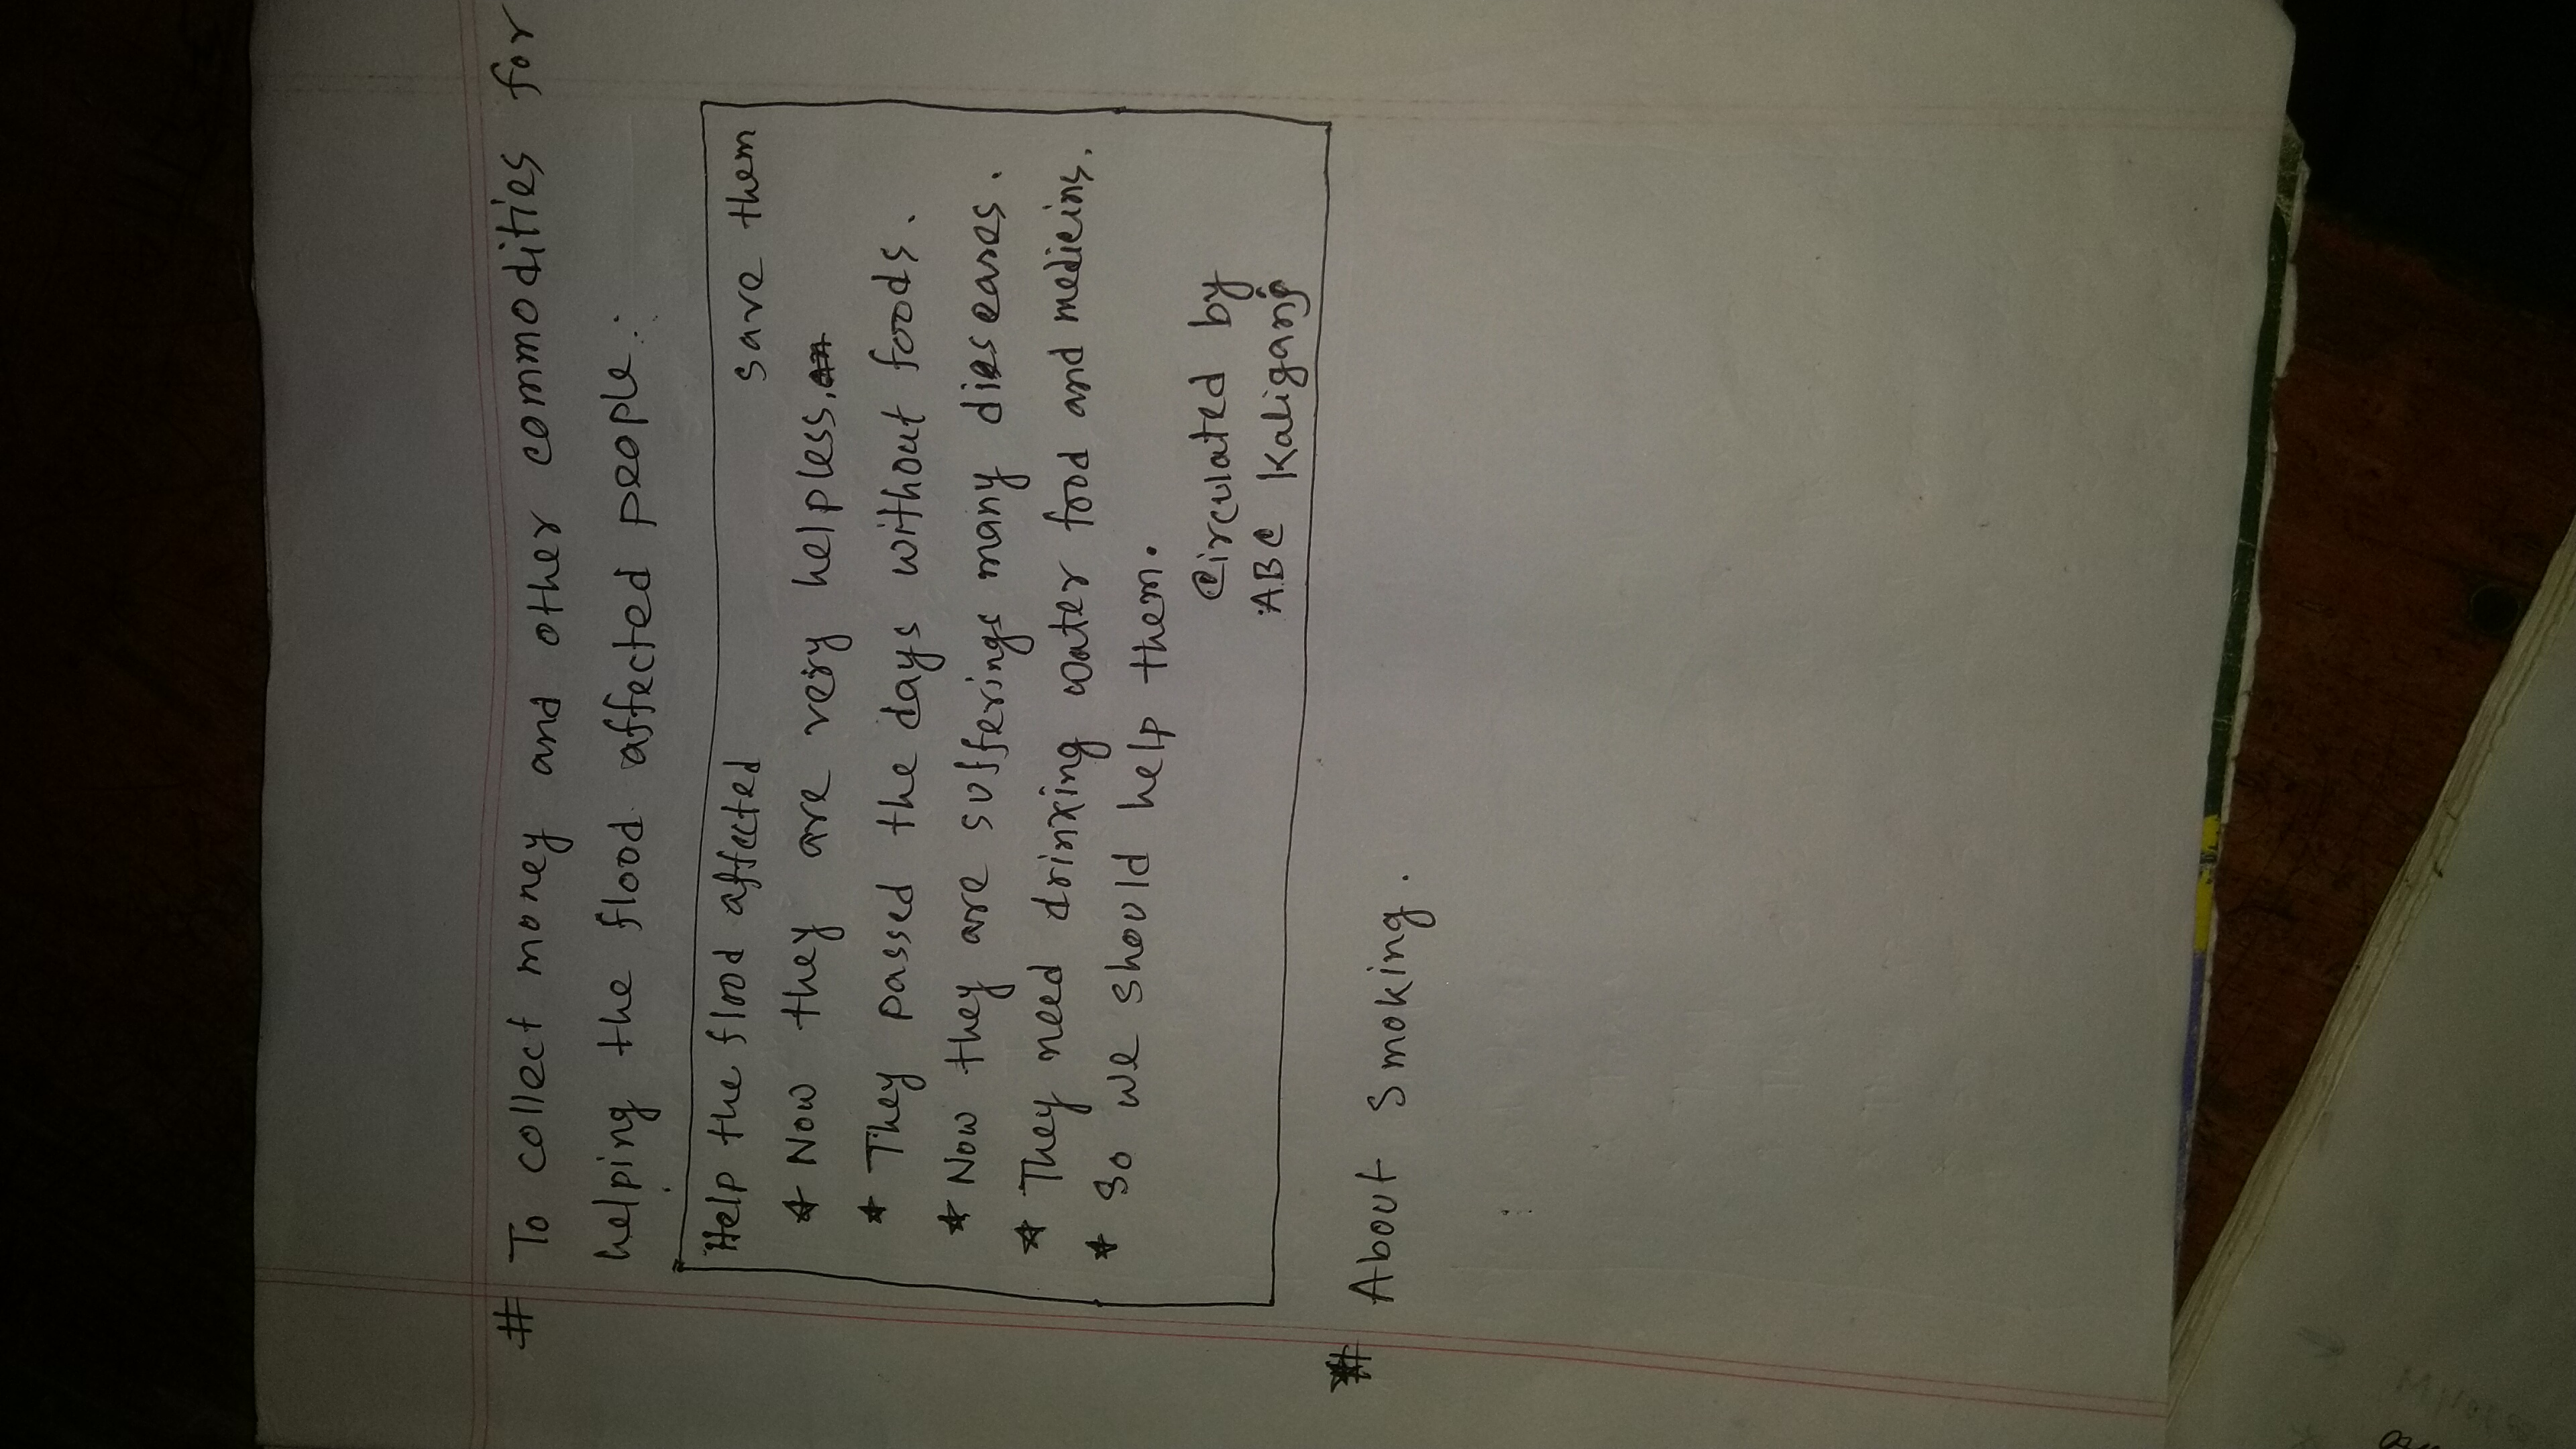 # To collect money and other commodities for
helping the flood affected people:
Help the flood affected save them
* Now they are very helpless.
* They passed the days without foods.
* Now they are sufferings many dieseases.
* They need drinking water food and medicins.
* So we should help them.
Circulated by
ABC Kaliganj
# About smoking.